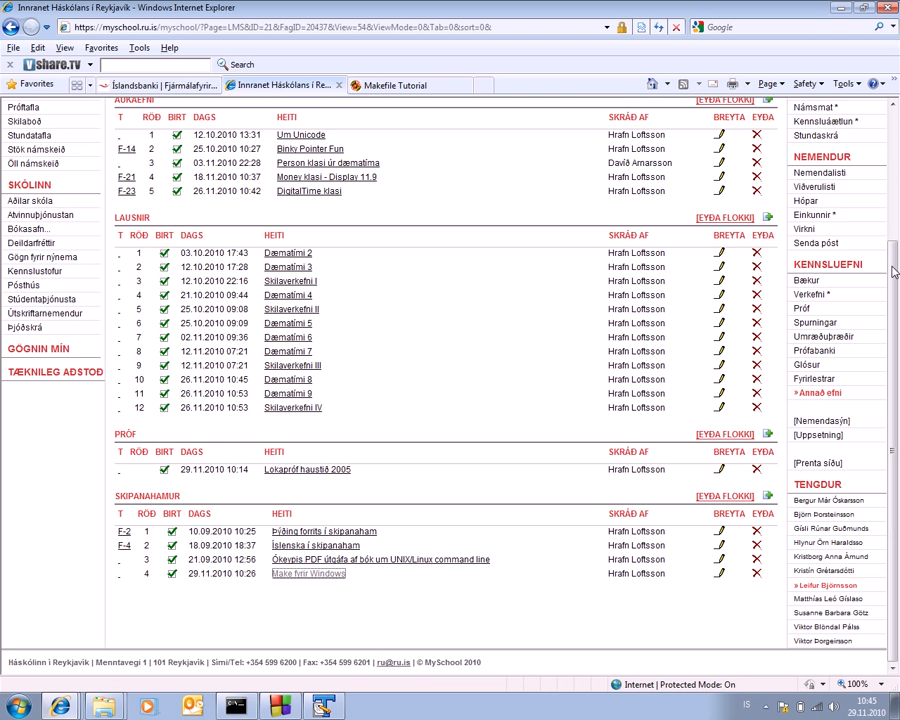 Innranet Háskólans í Reykjavík - Windows Internet Explorer
https://myschool.ru.is/myschool/?Page=LMS&ID=21&FagID=20437&View=54&ViewMode=0&Tab=0&sort=0&
Google
File Edit View Favorites Tools Help
x vshare.tv Search
Favorites Íslandsbanki | Fjármálafyrir... Innranet Háskólans í Re... x Makefile Tutorial Page Safety Tools
Próftafla
Skilaboð
Stundatafla
Stök námskeið
Öll námskeið
SKÓLINN
Aðilar skóla
Atvinnuþjónustan
Bókasafn...
Deildarfréttir
Gögn fyrir nýnema
Kennslustofur
Pósthús
Stúdentaþjónusta
Útskriftarnemendur
Þjóðskrá
GÖGNIN MÍN
TÆKNILEG AÐSTOÐ
AUKAEFNI [EYÐA FLOKKI]
T RÖÐ BIRT DAGS HEITI SKRÁÐ AF BREYTA EYÐA
1 12.10.2010 13:31 Um Unicode Hrafn Loftsson
F-14 2 25.10.2010 10:27 Binky Pointer Fun Hrafn Loftsson
3 03.11.2010 22:28 Person klasi úr dæmatíma Davíð Arnarsson
F-21 4 18.11.2010 10:37 Money klasi - Display 11.9 Hrafn Loftsson
F-23 5 26.11.2010 10:42 DigitalTime klasi Hrafn Loftsson
LAUSNIR [EYÐA FLOKKI]
T RÖÐ BIRT DAGS HEITI SKRÁÐ AF BREYTA EYÐA
1 03.10.2010 17:43 Dæmatími 2 Hrafn Loftsson
2 12.10.2010 17:28 Dæmatími 3 Hrafn Loftsson
3 12.10.2010 22:16 Skilaverkefni I Hrafn Loftsson
4 21.10.2010 09:44 Dæmatími 4 Hrafn Loftsson
5 25.10.2010 09:08 Skilaverkefni II Hrafn Loftsson
6 25.10.2010 09:09 Dæmatími 5 Hrafn Loftsson
7 02.11.2010 09:36 Dæmatími 6 Hrafn Loftsson
8 12.11.2010 07:21 Dæmatími 7 Hrafn Loftsson
9 12.11.2010 07:21 Skilaverkefni III Hrafn Loftsson
10 26.11.2010 10:45 Dæmatími 8 Hrafn Loftsson
11 26.11.2010 10:53 Dæmatími 9 Hrafn Loftsson
12 26.11.2010 10:53 Skilaverkefni IV Hrafn Loftsson
PRÓF [EYÐA FLOKKI]
T RÖÐ BIRT DAGS HEITI SKRÁÐ AF BREYTA EYÐA
29.11.2010 10:14 Lokapróf haustið 2005 Hrafn Loftsson
SKIPANAHAMUR [EYÐA FLOKKI]
T RÖÐ BIRT DAGS HEITI SKRÁÐ AF BREYTA EYÐA
F-2 1 10.09.2010 10:25 Þýðing forrits í skipanaham Hrafn Loftsson
F-4 2 18.09.2010 18:37 Íslenska í skipanaham Hrafn Loftsson
3 21.09.2010 12:56 Ókeypis PDF útgáfa af bók um UNIX/Linux command line Hrafn Loftsson
4 29.11.2010 10:26 Make fyrir Windows Hrafn Loftsson
Námsmat *
Kennsluáætlun *
Stundaskrá
NEMENDUR
Nemendalisti
Viðverulisti
Hópar
Einkunnir *
Virkni
Senda póst
KENNSLUEFNI
Bækur
Verkefni *
Próf
Spurningar
Umræðuþræðir
Prófabanki
Glósur
Fyrirlestrar
» Annað efni
[Nemendasýn]
[Uppsetning]
[Prenta síðu]
TENGDUR
Bergur Már Óskarsson
Björn Þorsteinsson
Gísli Rúnar Guðmunds
Hlynur Örn Haraldsso
Kristborg Anna Ámund
Kristín Grétarsdótti
» Leifur Björnsson
Matthías Leó Gíslaso
Susanne Barbara Götz
Viktor Blöndal Pálss
Viktor Þorgeirsson
Háskólinn í Reykjavík | Menntavegi 1 | 101 Reykjavík | Sími/Tel: +354 599 6200 | Fax: +354 599 6201 | ru@ru.is | © MySchool 2010
Internet | Protected Mode: On 100%
IS 10:45
29.11.2010